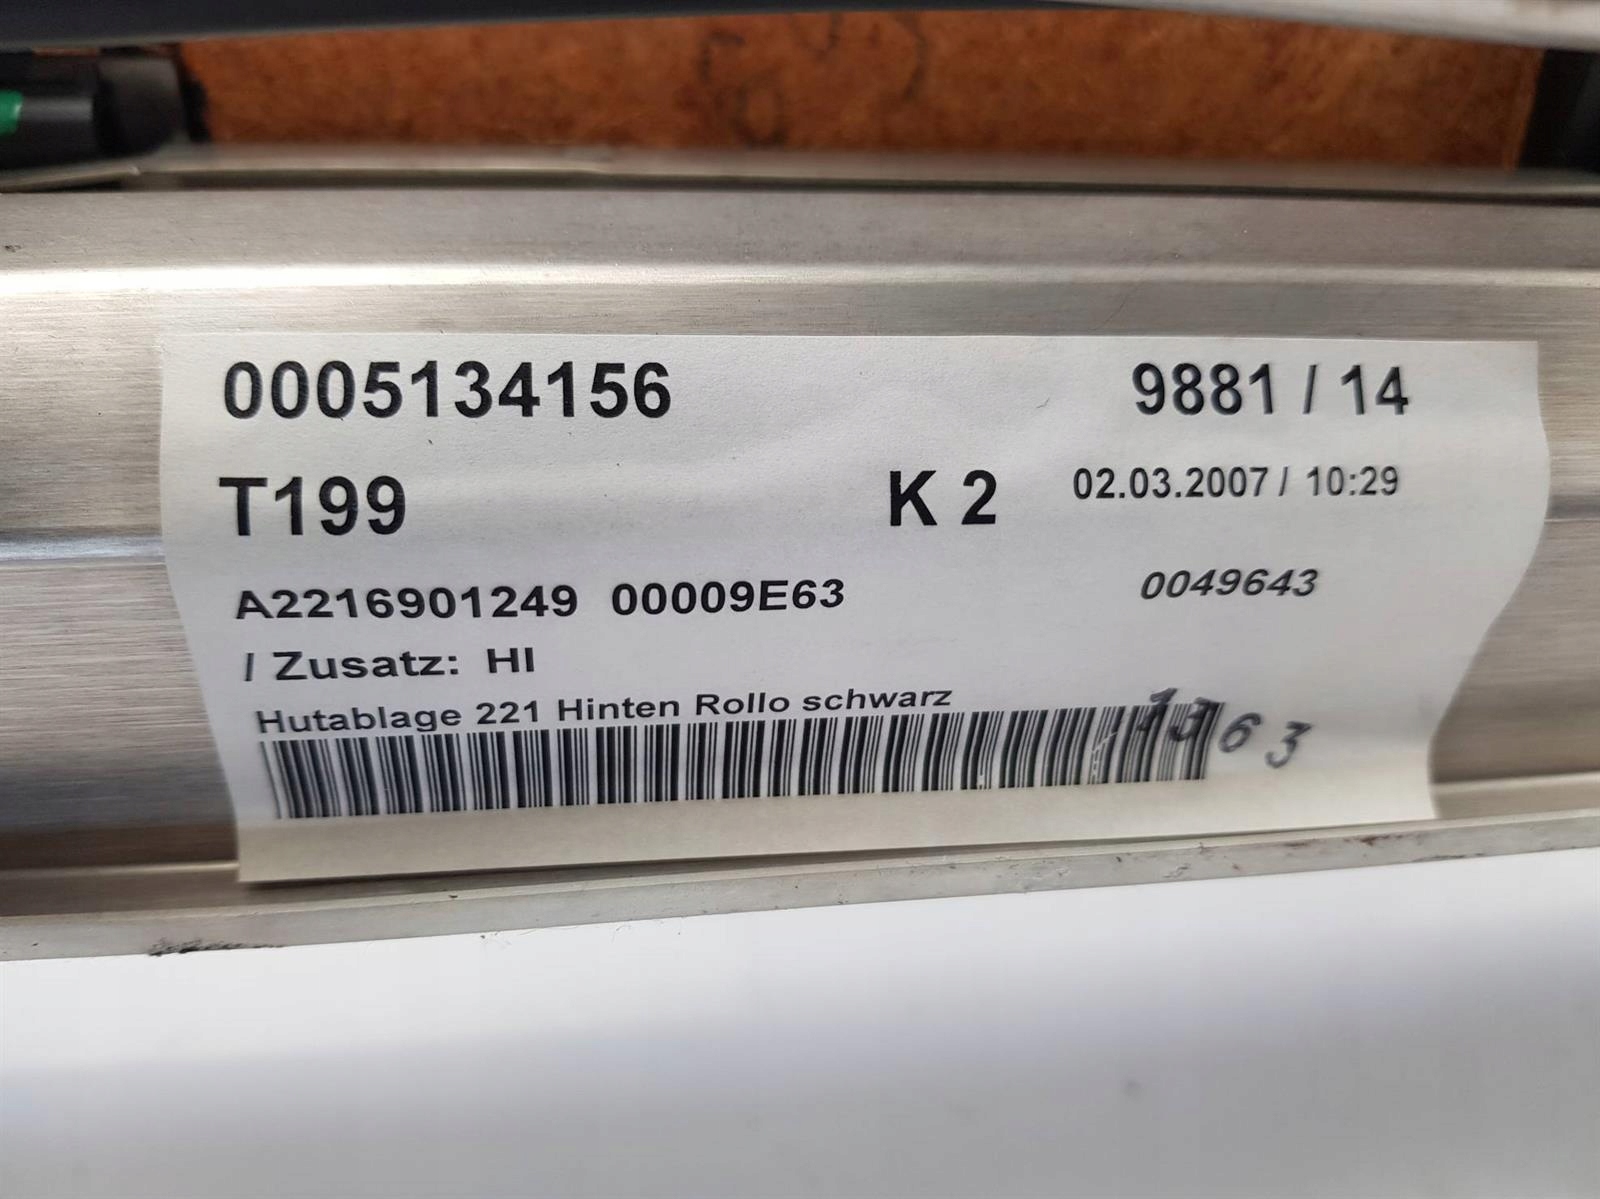 0005134156 9881 / 14
T199 K 2 02.03.2007 / 10:29
A2216901249 00009E63 0049643
/ Zusatz: HI
Hutablage 221 Hinten Rollo schwarz
1363